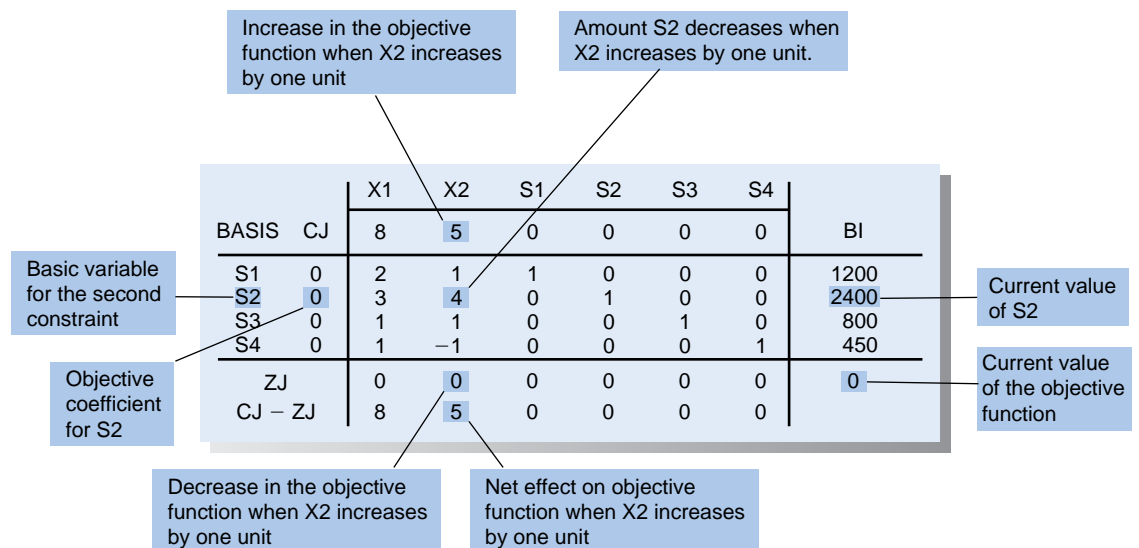 Increase in the objective
function when X2 increases
by one unit
Amount S2 decreases when
X2 increases by one unit.
X1 X2 S1 S2 S3 S4
BASIS CJ 8 5 0 0 0 0 BI
S1 0 2 1 1 0 0 0 1200
S2 0 3 4 0 1 0 0 2400
S3 0 1 1 0 0 1 0 800
S4 0 1 −1 0 0 0 1 450
ZJ 0 0 0 0 0 0 0
CJ − ZJ 8 5 0 0 0 0
Basic variable
for the second
constraint
Objective
coefficient
for S2
Current value
of S2
Current value
of the objective
function
Decrease in the objective
function when X2 increases
by one unit
Net effect on objective
function when X2 increases
by one unit